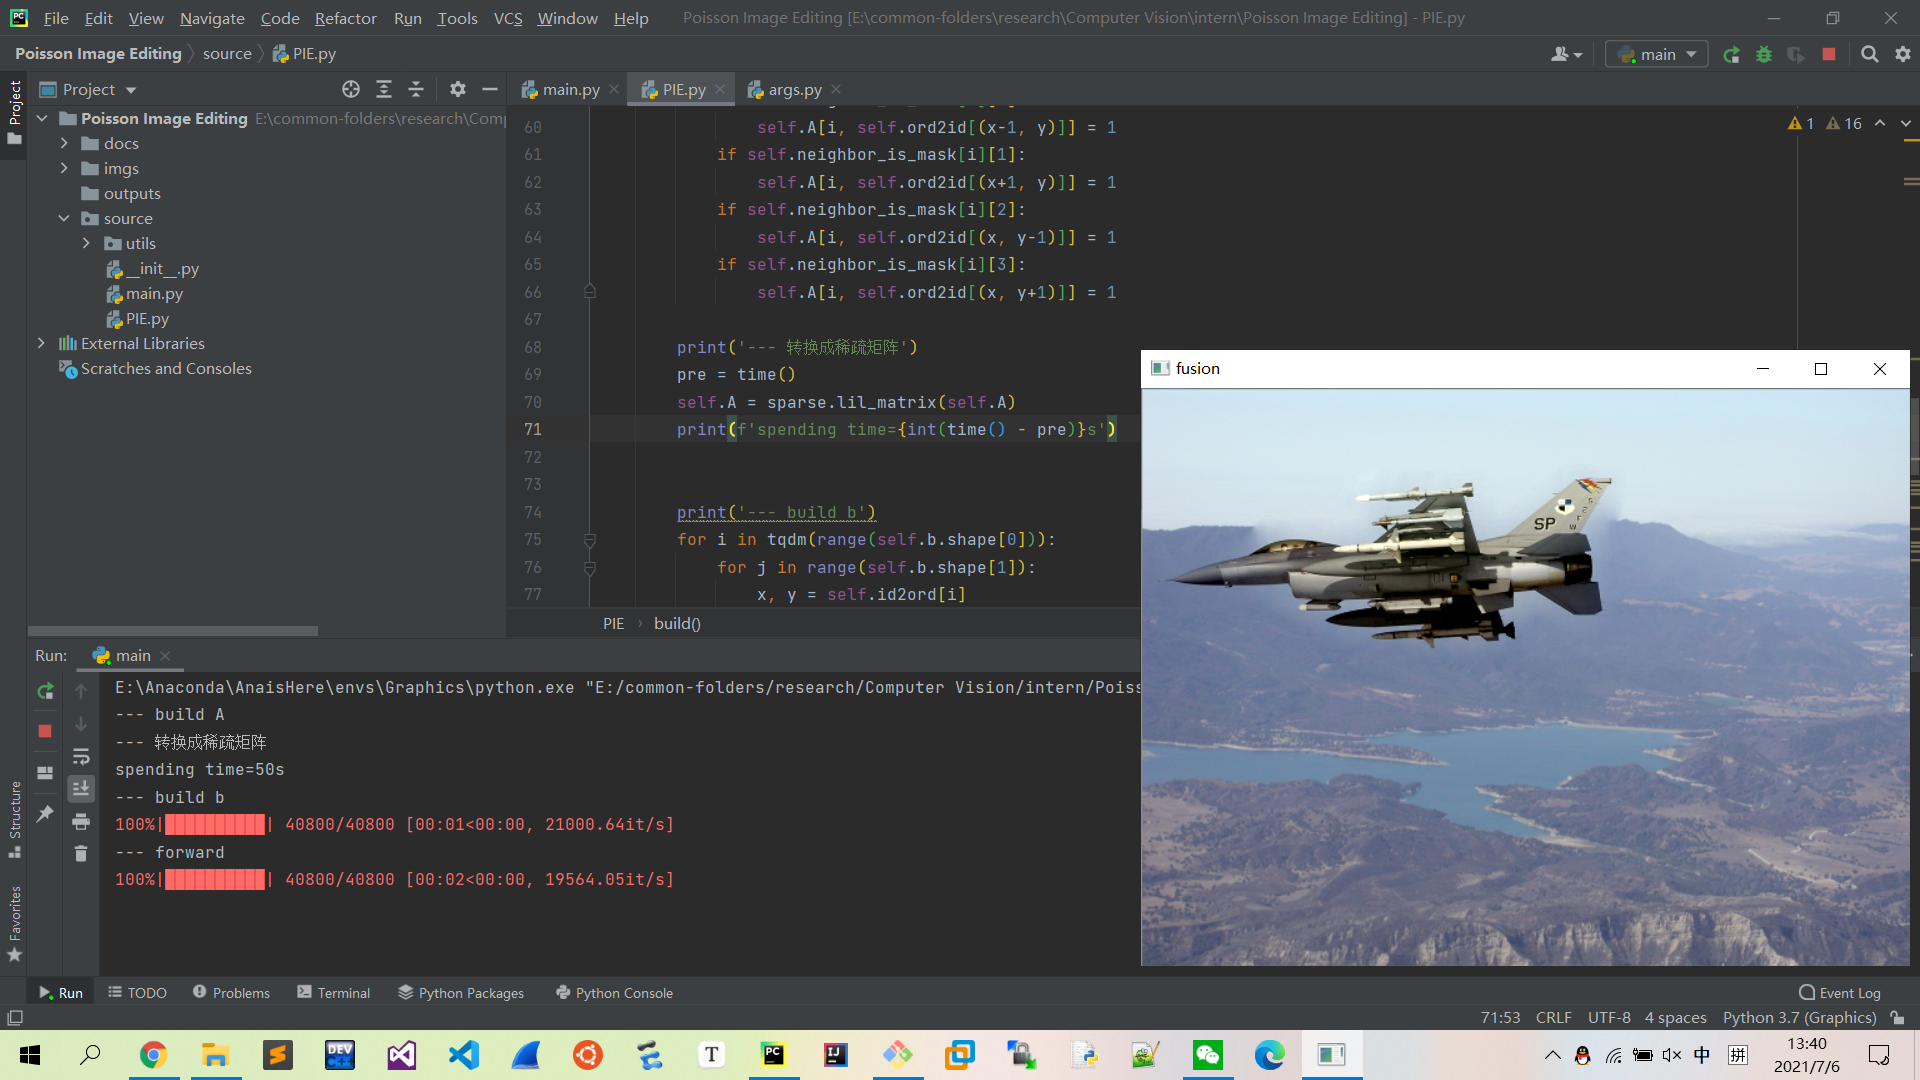 File Edit View Navigate Code Refactor Run Tools VCS Window Help Poisson Image Editing [E:\common-folders\research\Computer Vision\intern\Poisson Image Editing] - PIE.py
Poisson Image Editing source PIE.py main
Project
Project
Poisson Image Editing E:\common-folders\research\Com
docs
imgs
outputs
source
utils
__init__.py
main.py
PIE.py
External Libraries
Scratches and Consoles
main.py PIE.py args.py
1 16
60 self.A[i, self.ord2id[(x-1, y)]] = 1
61 if self.neighbor_is_mask[i][1]:
62 self.A[i, self.ord2id[(x+1, y)]] = 1
63 if self.neighbor_is_mask[i][2]:
64 self.A[i, self.ord2id[(x, y-1)]] = 1
65 if self.neighbor_is_mask[i][3]:
66 self.A[i, self.ord2id[(x, y+1)]] = 1
67
68 print('--- 转换成稀疏矩阵')
69 pre = time()
70 self.A = sparse.lil_matrix(self.A)
71 print(f'spending time={int(time() - pre)}s')
72
73
74 print('--- build b')
75 for i in tqdm(range(self.b.shape[0])):
76 for j in range(self.b.shape[1]):
77 x, y = self.id2ord[i]
PIE build()
fusion
SP
Run: main
E:\Anaconda\AnaisHere\envs\Graphics\python.exe "E:/common-folders/research/Computer Vision/intern/Poiss
--- build A
--- 转换成稀疏矩阵
spending time=50s
--- build b
100%|██████████| 40800/40800 [00:01<00:00, 21000.64it/s]
--- forward
100%|██████████| 40800/40800 [00:02<00:00, 19564.05it/s]
Structure
Favorites
Run TODO Problems Terminal Python Packages Python Console Event Log
71:53 CRLF UTF-8 4 spaces Python 3.7 (Graphics)
DEV C++ T PC IJ 中 拼 13:40
2021/7/6